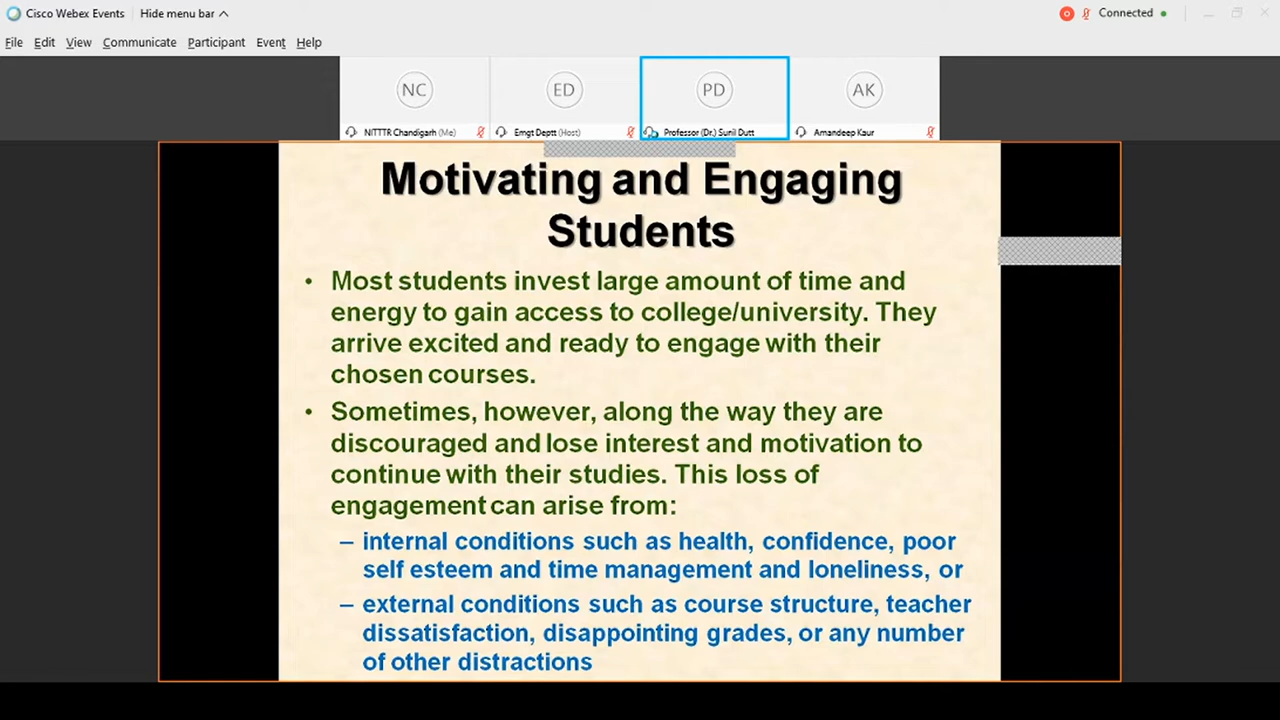 Cisco Webex Events
Hide menu bar
Connected
File Edit View Communicate Participant Event Help
NC
ED
PD
AK
NITTTR Chandigarh (Me)
Emgt Deptt (Host)
Professor (Dr.) Sunil Dutt
Amandeep Kaur
Motivating and Engaging
Students
• Most students invest large amount of time and
energy to gain access to college/university. They
arrive excited and ready to engage with their
chosen courses.
• Sometimes, however, along the way they are
discouraged and lose interest and motivation to
continue with their studies. This loss of
engagement can arise from:
– internal conditions such as health, confidence, poor
self esteem and time management and loneliness, or
– external conditions such as course structure, teacher
dissatisfaction, disappointing grades, or any number
of other distractions